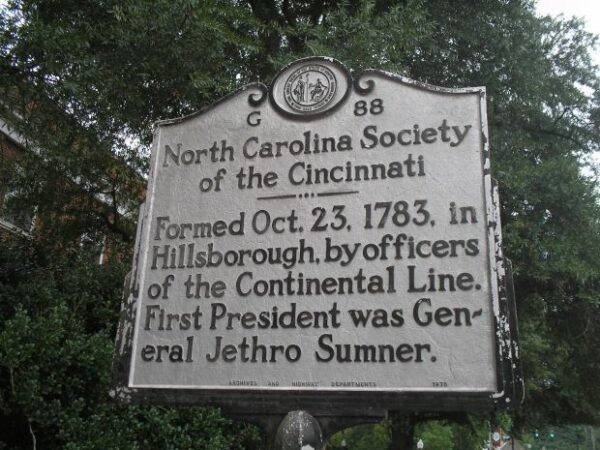 G 88
North Carolina Society
of the Cincinnati
Formed Oct. 23, 1783, in
Hillsborough, by officers
of the Continental Line.
First President was Gen-
eral Jethro Sumner.
ARCHIVES AND HIGHWAY DEPARTMENTS